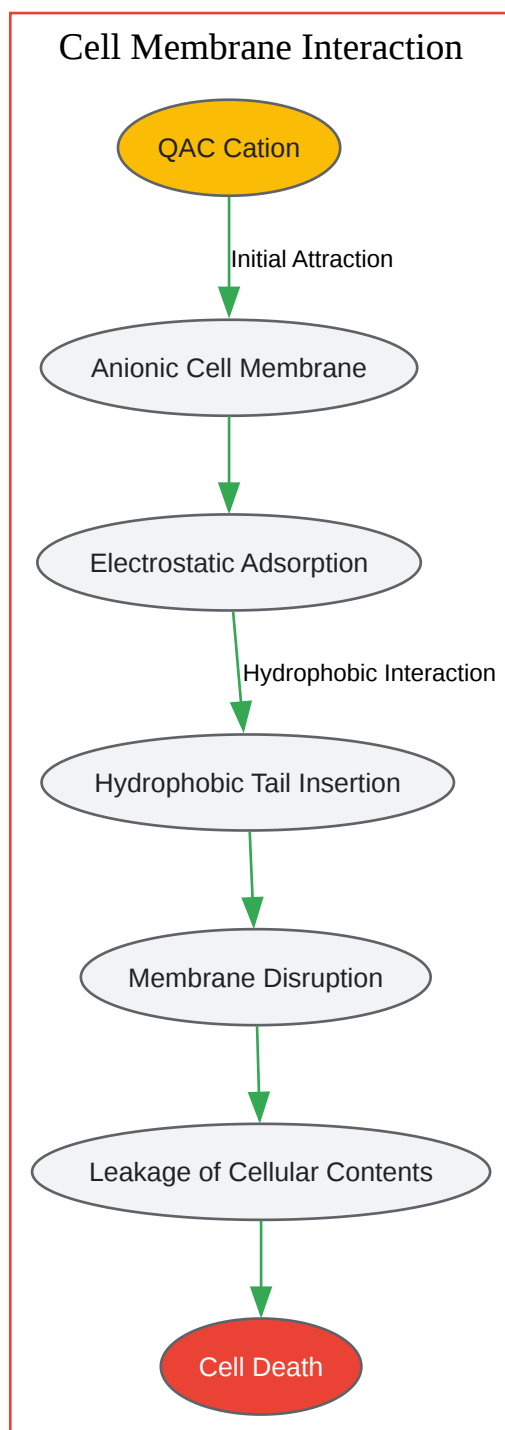 Cell Membrane Interaction
QAC Cation
Initial Attraction
Anionic Cell Membrane
Electrostatic Adsorption
Hydrophobic Interaction
Hydrophobic Tail Insertion
Membrane Disruption
Leakage of Cellular Contents
Cell Death